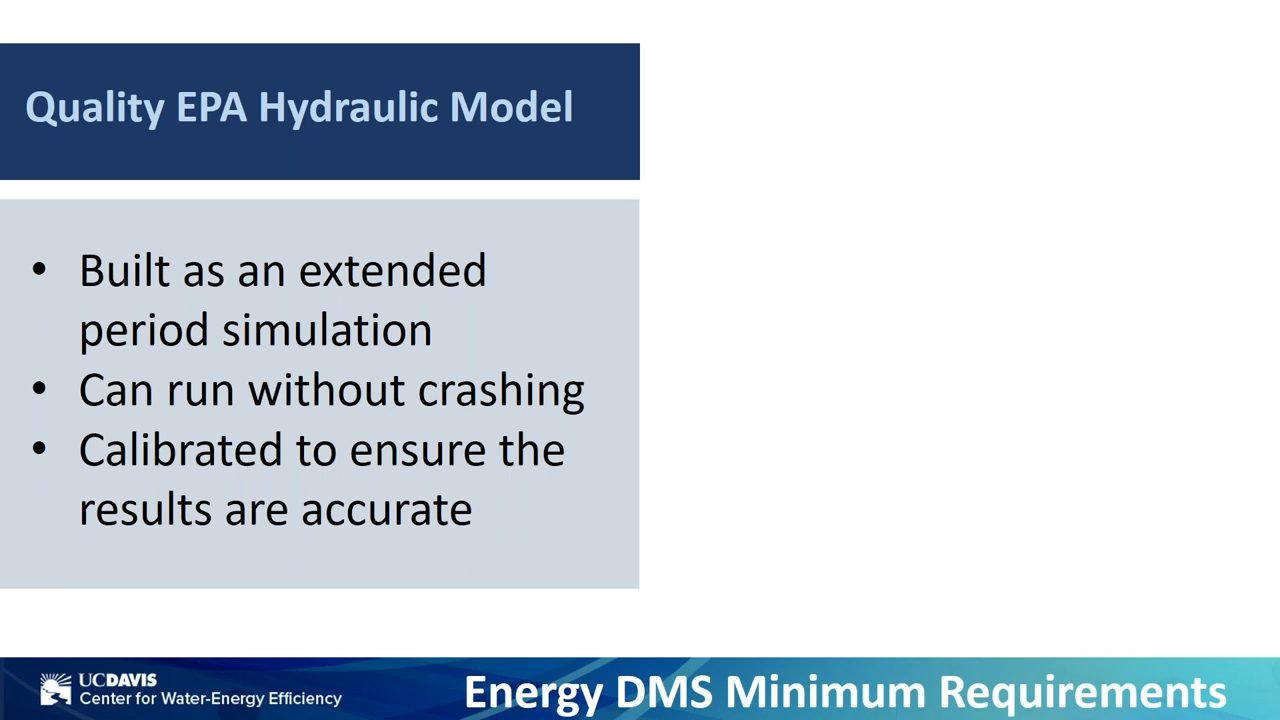 Quality EPA Hydraulic Model
• Built as an extended
period simulation
• Can run without crashing
• Calibrated to ensure the
results are accurate
UCDAVIS
Center for Water-Energy Efficiency
Energy DMS Minimum Requirements